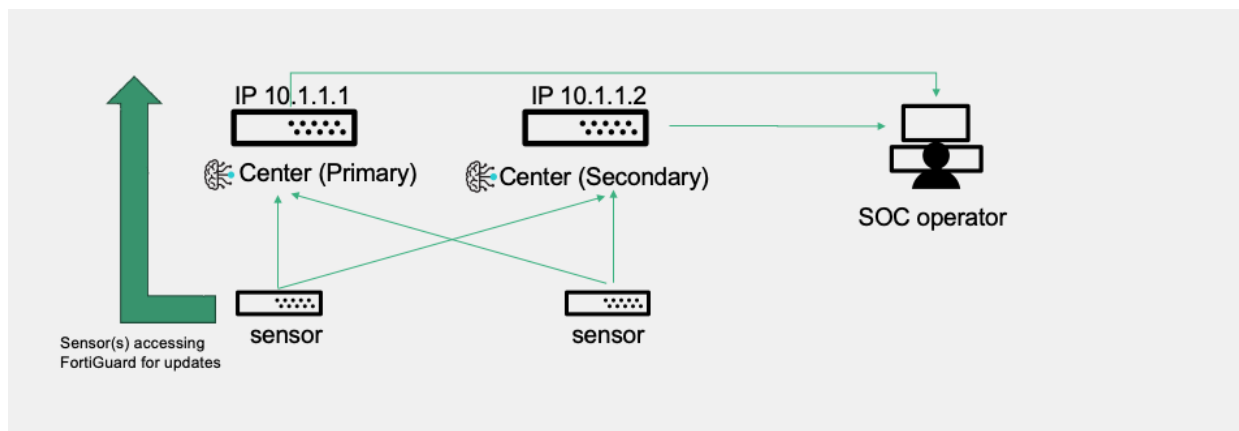 IP 10.1.1.1
IP 10.1.1.2
Center (Primary)
Center (Secondary)
SOC operator
sensor
sensor
Sensor(s) accessing
FortiGuard for updates